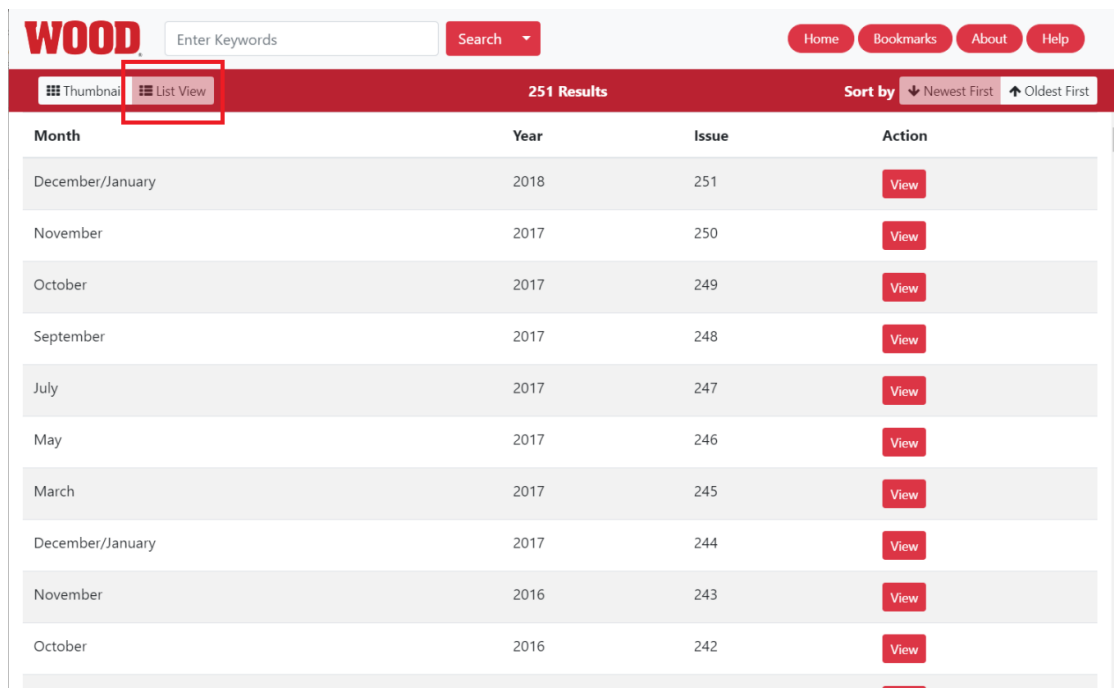 WOOD® Enter Keywords Search Home Bookmarks About Help
Thumbnai List View 251 Results Sort by Newest First Oldest First
Month Year Issue Action
December/January 2018 251 View
November 2017 250 View
October 2017 249 View
September 2017 248 View
July 2017 247 View
May 2017 246 View
March 2017 245 View
December/January 2017 244 View
November 2016 243 View
October 2016 242 View